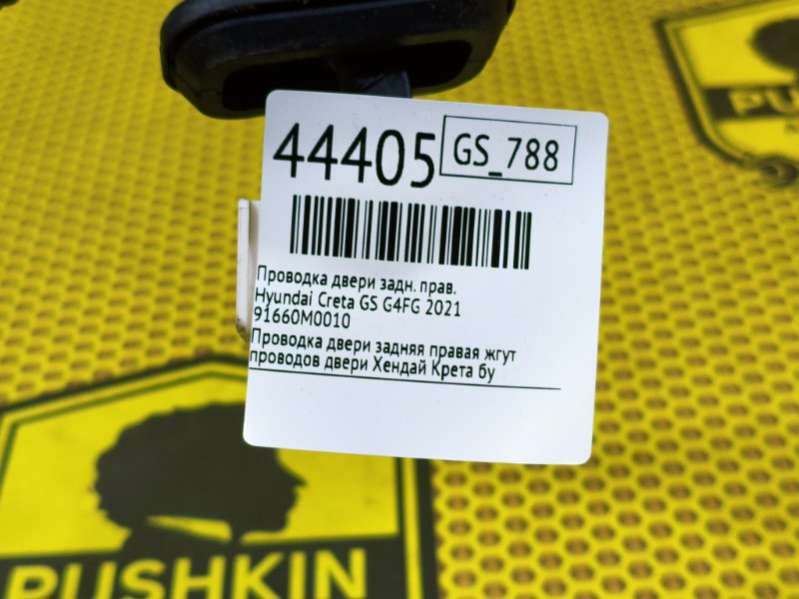 44405
GS_788
Проводка двери задн. прав.
Hyundai Creta GS G4FG 2021
91660M0010
Проводка двери задняя правая жгут
проводов двери Хендай Крета бу
PUSHKIN